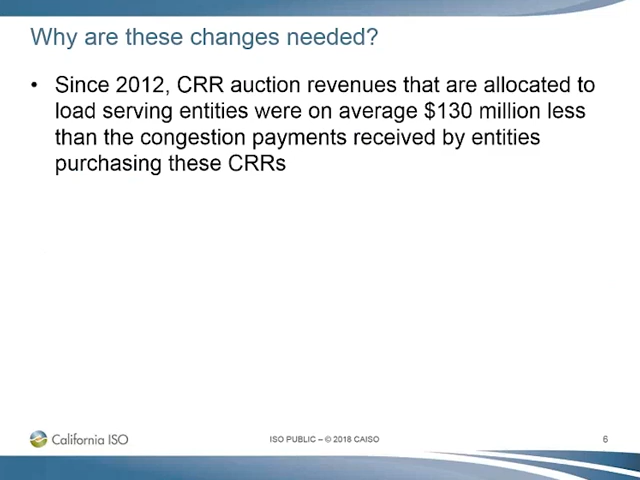 Why are these changes needed?
• Since 2012, CRR auction revenues that are allocated to
load serving entities were on average $130 million less
than the congestion payments received by entities
purchasing these CRRs
California ISO
ISO PUBLIC – © 2018 CAISO
6